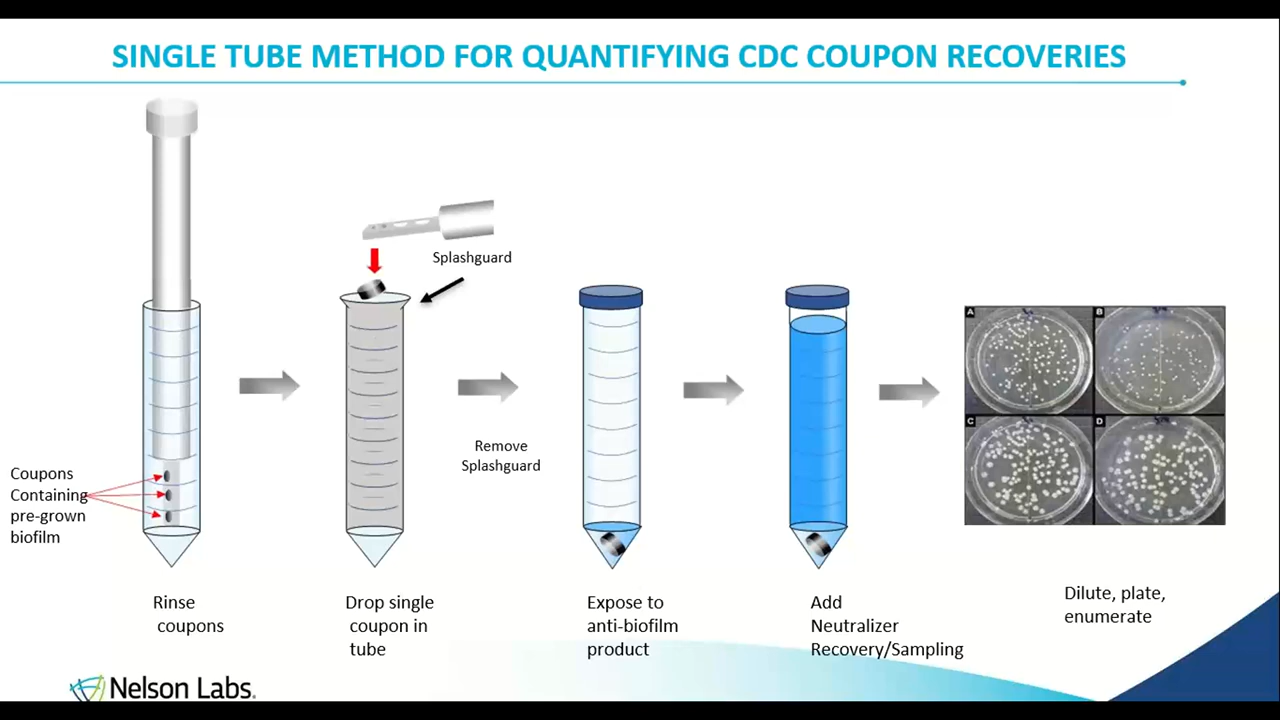 SINGLE TUBE METHOD FOR QUANTIFYING CDC COUPON RECOVERIES
Splashguard
Remove
Splashguard
Coupons
Containing
pre-grown
biofilm
A
B
C
D
Rinse
coupons
Drop single
coupon in
tube
Expose to
anti-biofilm
product
Add
Neutralizer
Recovery/Sampling
Dilute, plate,
enumerate
Nelson Labs.